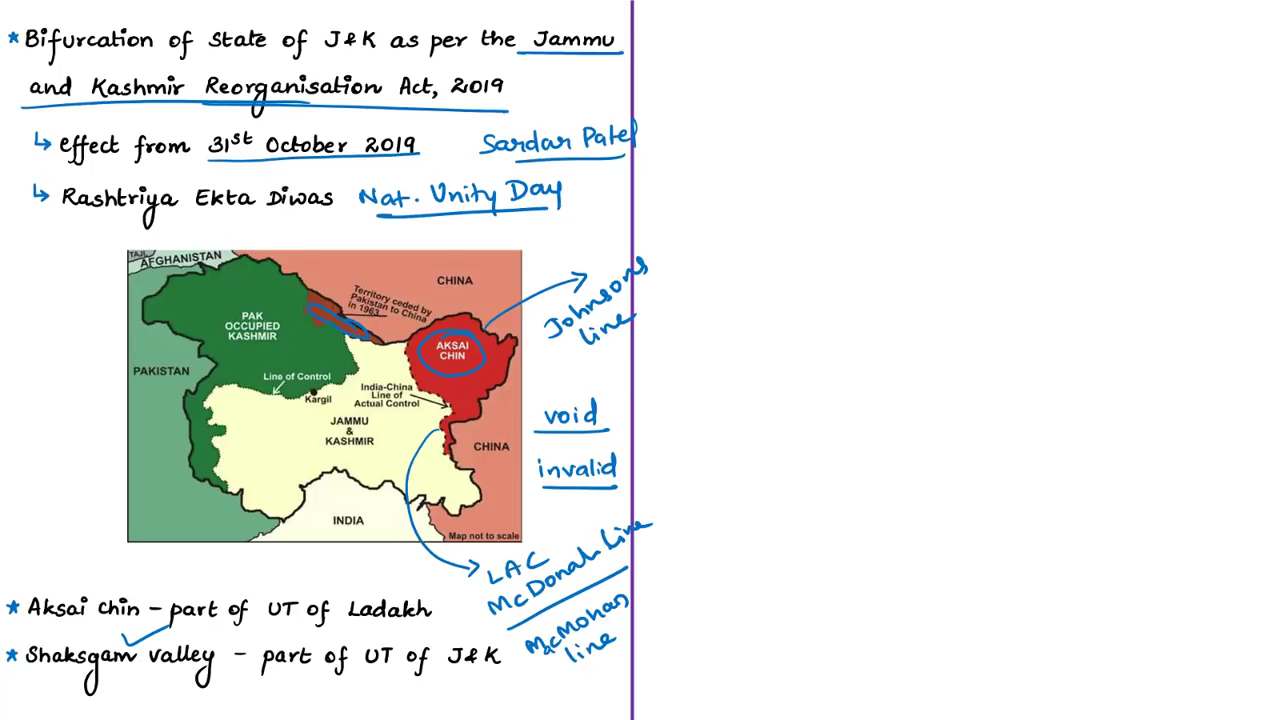 * Bifurcation of State of J&K as per the Jammu
and Kashmir Reorganisation Act, 2019
↳ effect from 31st October 2019 Sardar Patel
↳ Rashtriya Ekta Diwas Nat. Unity Day
TAJ.
AFGHANISTAN
CHINA
Territory ceded by
Pakistan to China
in 1963
Johnsons
line
PAK
OCCUPIED
KASHMIR
AKSAI
CHIN
PAKISTAN
Line of Control
Kargil
India-China
Line of
Actual Control
JAMMU
&
KASHMIR
CHINA
void
invalid
INDIA
Map not to scale
LAC
McDonal Line
MacMohan
line
* Aksai chin - part of UT of Ladakh
* Shaksgam valley - part of UT of J&K